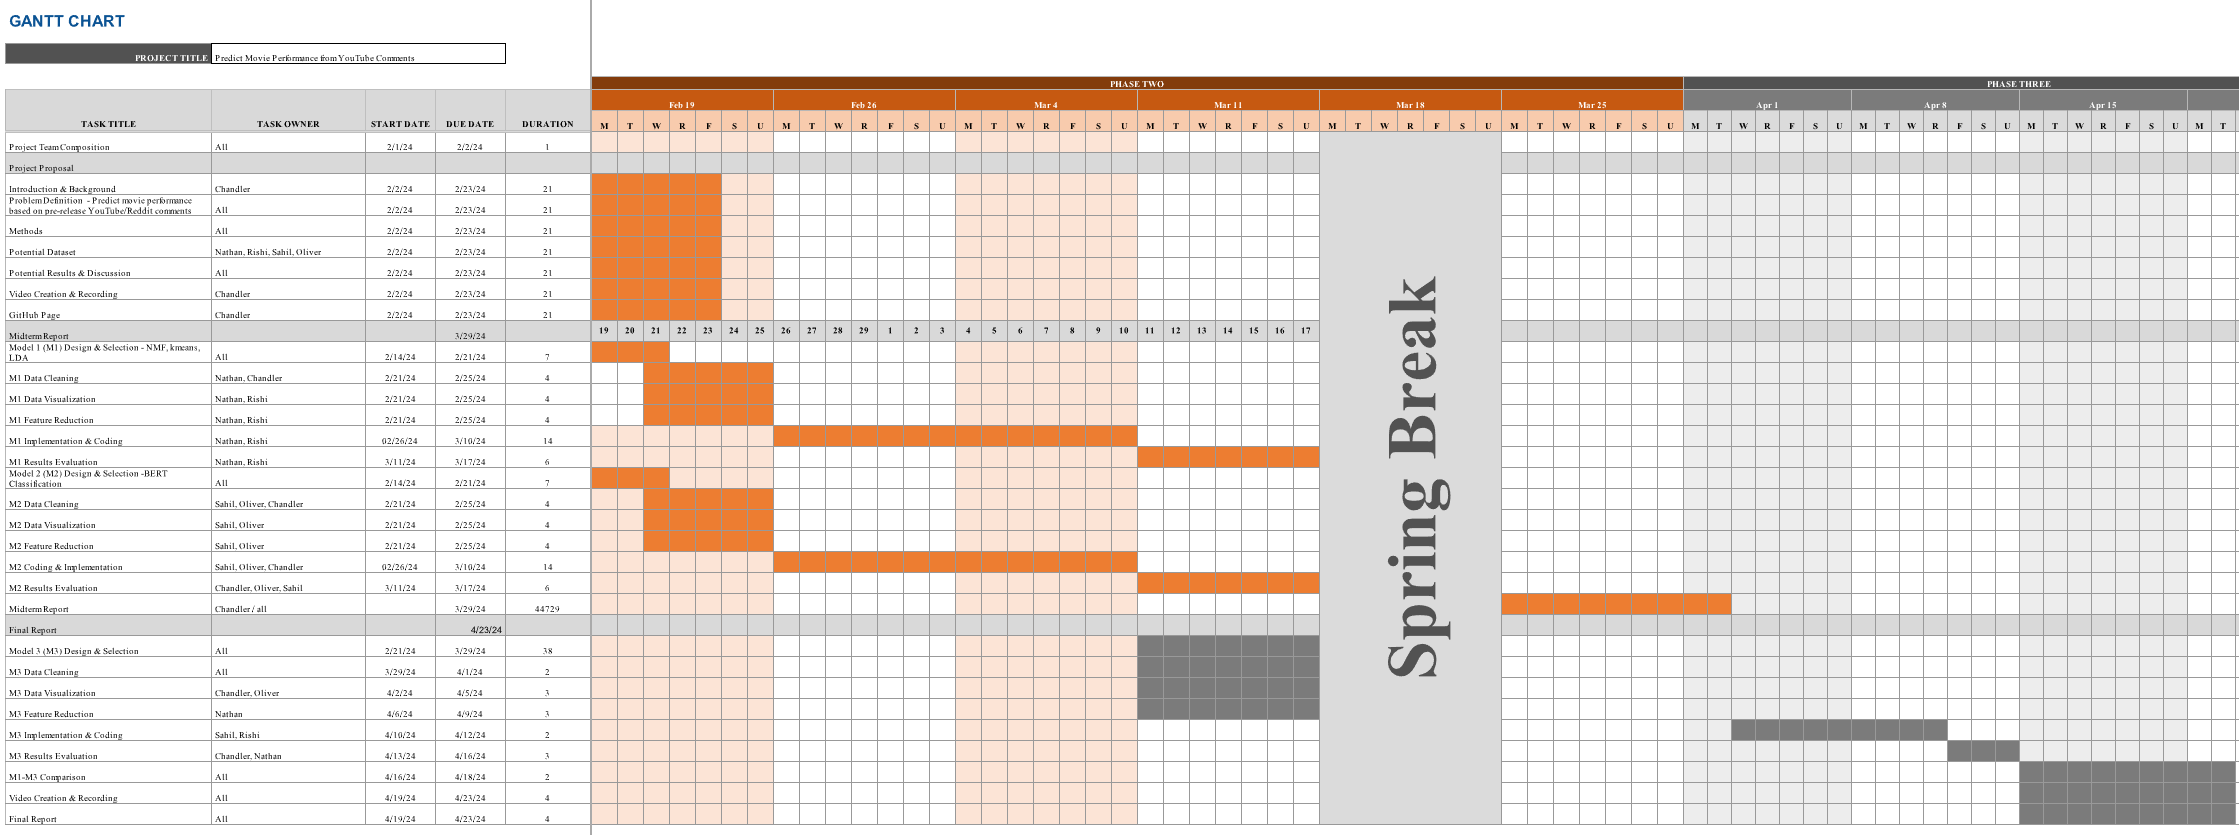 GANTT CHART
PROJECT TITLE Predict Movie Performance from YouTube Comments
PHASE TWO PHASE THREE
Feb 19 Feb 26 Mar 4 Mar 11 Mar 18 Mar 25 Apr 1 Apr 8 Apr 15
TASK TITLE TASK OWNER START DATE DUE DATE DURATION M T W R F S U M T W R F S U M T W R F S U M T W R F S U M T W R F S U M T W R F S U M T W R F S U M T W R F S U M T W R F S U M T
Project Team Composition All 2/1/24 2/2/24 1
Project Proposal
Introduction & Background Chandler 2/2/24 2/23/24 21
Problem Definition - Predict movie performance
based on pre-release YouTube/Reddit comments All 2/2/24 2/23/24 21
Methods All 2/2/24 2/23/24 21
Potential Dataset Nathan, Rishi, Sahil, Oliver 2/2/24 2/23/24 21
Potential Results & Discussion All 2/2/24 2/23/24 21
Video Creation & Recording Chandler 2/2/24 2/23/24 21
GitHub Page Chandler 2/2/24 2/23/24 21
Midterm Report 3/29/24 19 20 21 22 23 24 25 26 27 28 29 1 2 3 4 5 6 7 8 9 10 11 12 13 14 15 16 17
Model 1 (M1) Design & Selection - NMF, kmeans,
LDA All 2/14/24 2/21/24 7
M1 Data Cleaning Nathan, Chandler 2/21/24 2/25/24 4
M1 Data Visualization Nathan, Rishi 2/21/24 2/25/24 4
M1 Feature Reduction Nathan, Rishi 2/21/24 2/25/24 4
M1 Implementation & Coding Nathan, Rishi 02/26/24 3/10/24 14
M1 Results Evaluation Nathan, Rishi 3/11/24 3/17/24 6
Model 2 (M2) Design & Selection -BERT
Classification All 2/14/24 2/21/24 7
M2 Data Cleaning Sahil, Oliver, Chandler 2/21/24 2/25/24 4
M2 Data Visualization Sahil, Oliver 2/21/24 2/25/24 4
M2 Feature Reduction Sahil, Oliver 2/21/24 2/25/24 4
M2 Coding & Implementation Sahil, Oliver, Chandler 02/26/24 3/10/24 14
M2 Results Evaluation Chandler, Oliver, Sahil 3/11/24 3/17/24 6
Midterm Report Chandler / all 3/29/24 44729
Final Report 4/23/24
Model 3 (M3) Design & Selection All 2/21/24 3/29/24 38
M3 Data Cleaning All 3/29/24 4/1/24 2
M3 Data Visualization Chandler, Oliver 4/2/24 4/5/24 3
M3 Feature Reduction Nathan 4/6/24 4/9/24 3
M3 Implementation & Coding Sahil, Rishi 4/10/24 4/12/24 2
M3 Results Evaluation Chandler, Nathan 4/13/24 4/16/24 3
M1-M3 Comparison All 4/16/24 4/18/24 2
Video Creation & Recording All 4/19/24 4/23/24 4
Final Report All 4/19/24 4/23/24 4
Spring Break